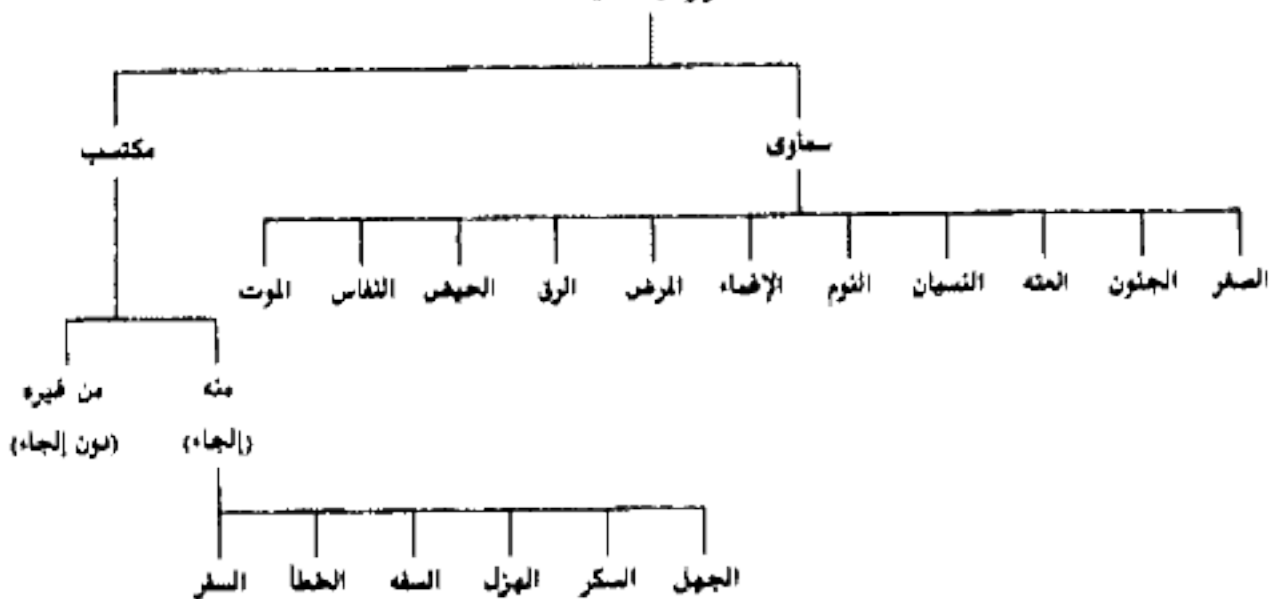 سماوى
مكتسب
الصغر الجنون العته النسيان النوم الإغماء المرض الرق الحيض النفاس الموت
منه
(إلجاء)
من غيره
(دون إلجاء)
الجهل السكر الهزل السفه الخطأ السفر